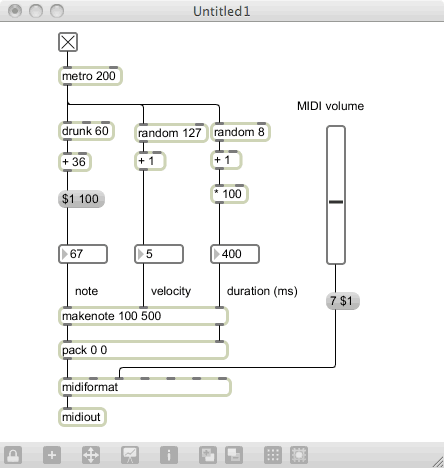 Untitled1
metro 200
MIDI volume
drunk 60
random 127
random 8
+ 36
+ 1
+ 1
* 100
$1 100
67
5
400
note
velocity
duration (ms)
7 $1
makenote 100 500
pack 0 0
midiformat
midiout